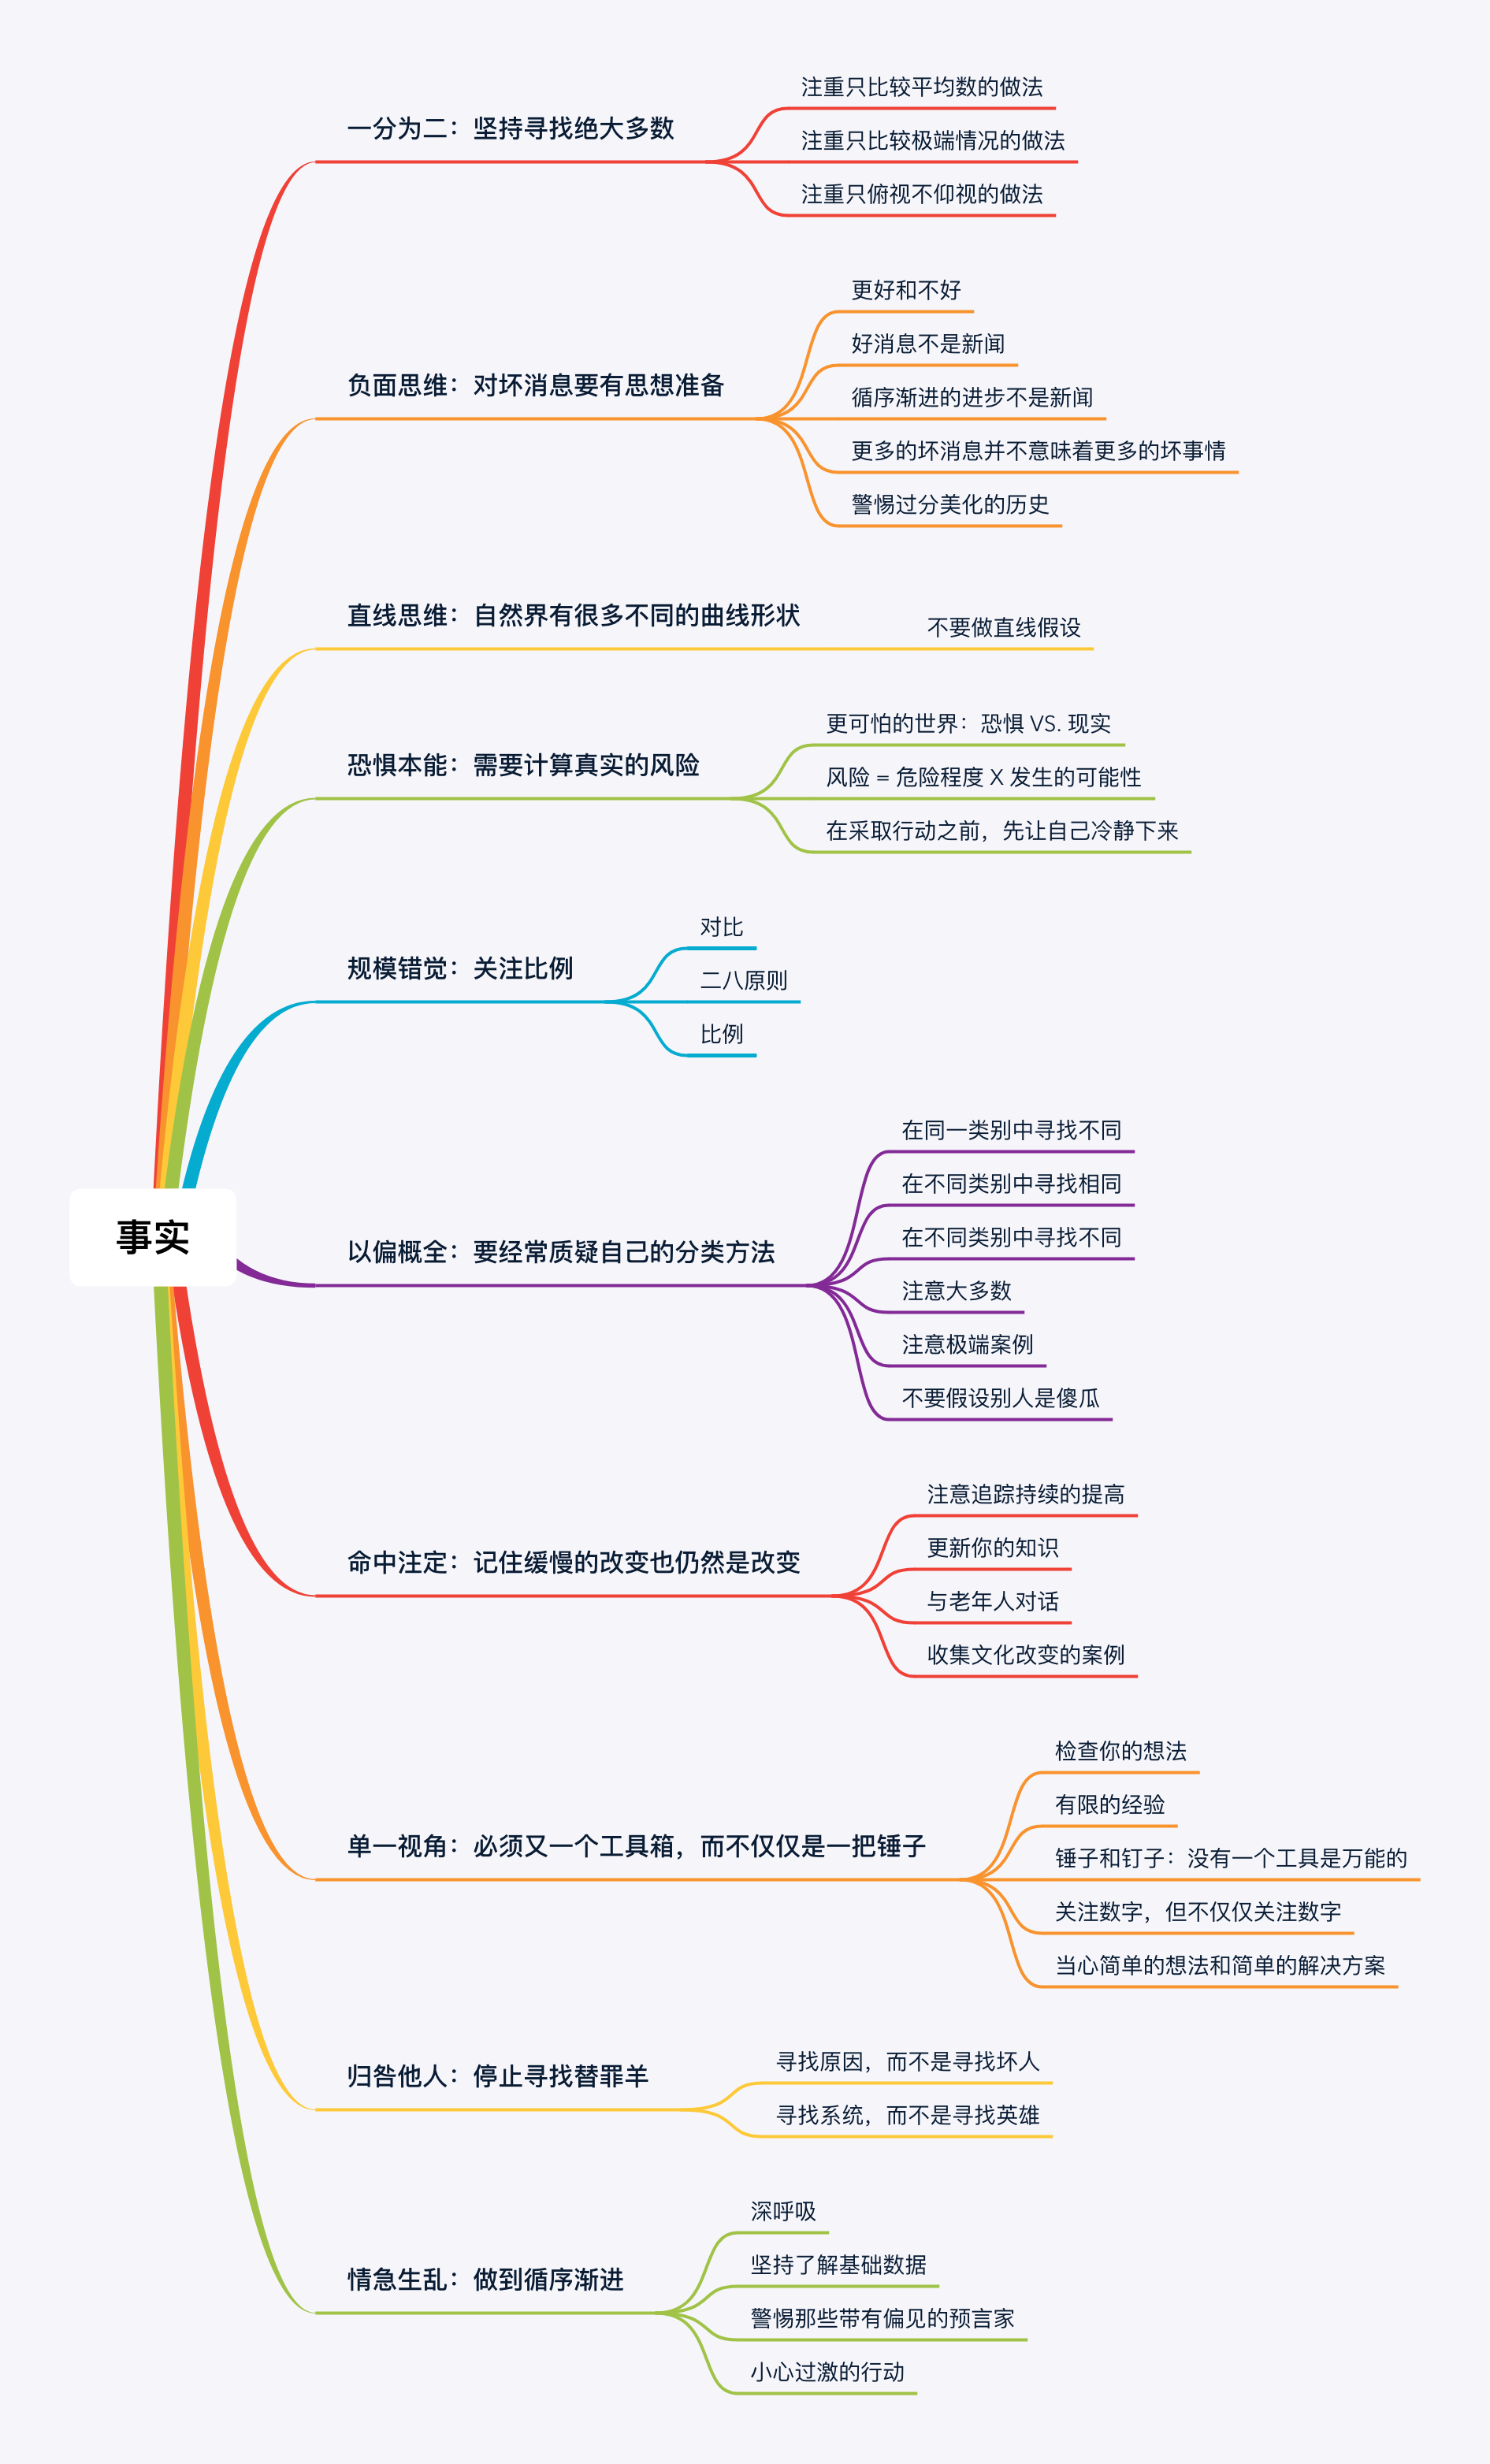 事实
一分为二：坚持寻找绝大多数
注重只比较平均数的做法
注重只比较极端情况的做法
注重只俯视不仰视的做法
负面思维：对坏消息要有思想准备
更好和不好
好消息不是新闻
循序渐进的进步不是新闻
更多的坏消息并不意味着更多的坏事情
警惕过分美化的历史
直线思维：自然界有很多不同的曲线形状
不要做直线假设
恐惧本能：需要计算真实的风险
更可怕的世界：恐惧 VS. 现实
风险 = 危险程度 X 发生的可能性
在采取行动之前，先让自己冷静下来
规模错觉：关注比例
对比
二八原则
比例
以偏概全：要经常质疑自己的分类方法
在同一类别中寻找不同
在不同类别中寻找相同
在不同类别中寻找不同
注意大多数
注意极端案例
不要假设别人是傻瓜
命中注定：记住缓慢的改变也仍然是改变
注意追踪持续的提高
更新你的知识
与老年人对话
收集文化改变的案例
单一视角：必须又一个工具箱，而不仅仅是一把锤子
检查你的想法
有限的经验
锤子和钉子：没有一个工具是万能的
关注数字，但不仅仅关注数字
当心简单的想法和简单的解决方案
归咎他人：停止寻找替罪羊
寻找原因，而不是寻找坏人
寻找系统，而不是寻找英雄
情急生乱：做到循序渐进
深呼吸
坚持了解基础数据
警惕那些带有偏见的预言家
小心过激的行动